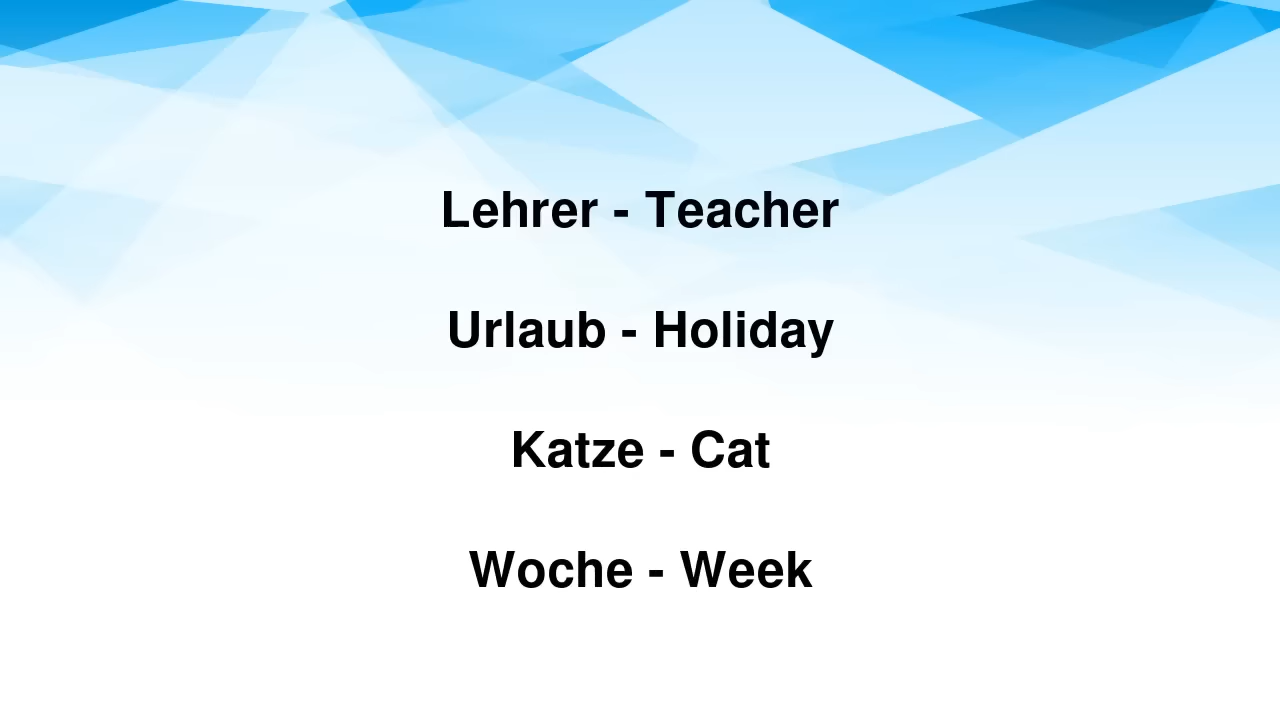 Lehrer - Teacher
Urlaub - Holiday
Katze - Cat
Woche - Week